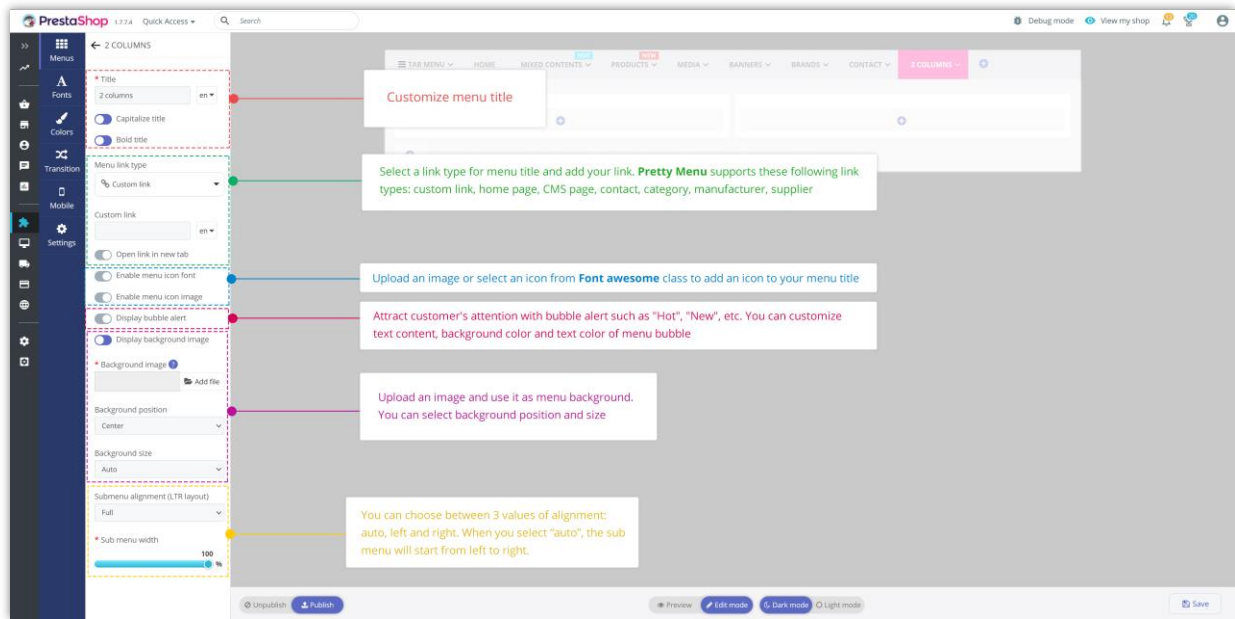 PrestaShop 1.7.7.4 Quick Access Search Debug mode View my shop
Menus
Fonts
Colors
Transition
Mobile
Settings
2 COLUMNS
* Title
2 columns en
Capitalize title
Bold title
Menu link type
Custom link
Custom link
en
Open link in new tab
Enable menu icon font
Enable menu icon image
Display bubble alert
Display background image
* Background image ?
Add file
Background position
Center
Background size
Auto
Submenu alignment (LTR layout)
Full
* Sub menu width
100
%
HOT NEW
TAB MENU HOME MIXED CONTENTS PRODUCTS MEDIA BANNERS BRANDS CONTACT 2 COLUMNS
Customize menu title
Select a link type for menu title and add your link. Pretty Menu supports these following link
types: custom link, home page, CMS page, contact, category, manufacturer, supplier
Upload an image or select an icon from Font awesome class to add an icon to your menu title
Attract customer's attention with bubble alert such as "Hot", "New", etc. You can customize
text content, background color and text color of menu bubble
Upload an image and use it as menu background.
You can select background position and size
You can choose between 3 values of alignment:
auto, left and right. When you select "auto", the sub
menu will start from left to right.
Unpublish Publish Preview Edit mode Dark mode Light mode Save